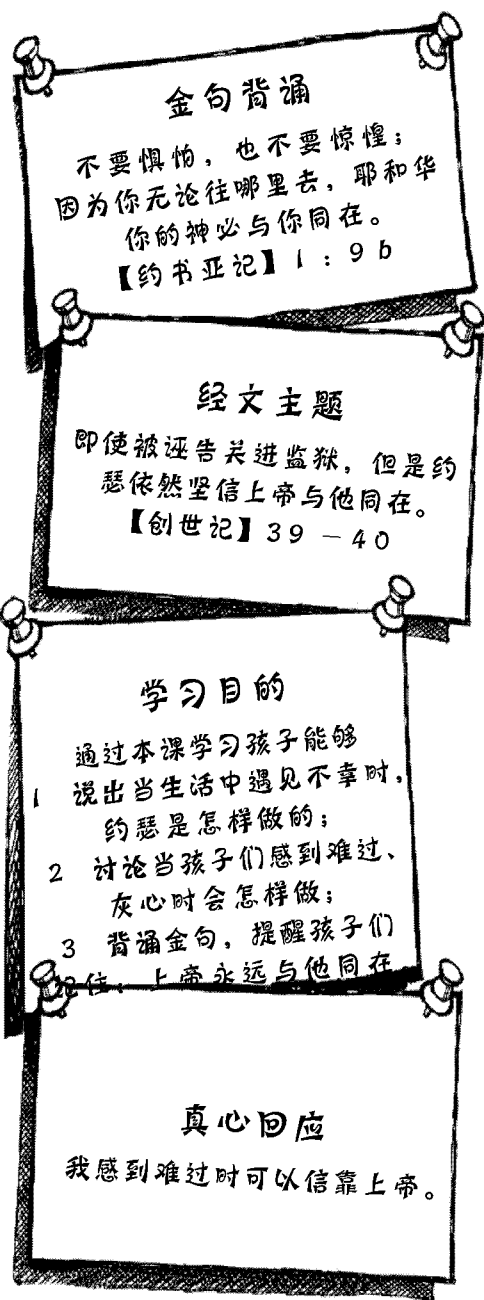 金句背诵
不要惧怕，也不要惊惶；
因为你无论往哪里去，耶和华
你的神必与你同在。
【约书亚记】1：9b
经文主题
即使被诬告关进监狱，但是约
瑟依然坚信上帝与他同在。
【创世记】39－40
学习目的
通过本课学习孩子能够
1 说出当生活中遇见不幸时，
约瑟是怎样做的；
2 讨论当孩子们感到难过、
灰心时会怎样做；
3 背诵金句，提醒孩子们
记住：上帝永远与他同在
真心回应
我感到难过时可以信靠上帝。